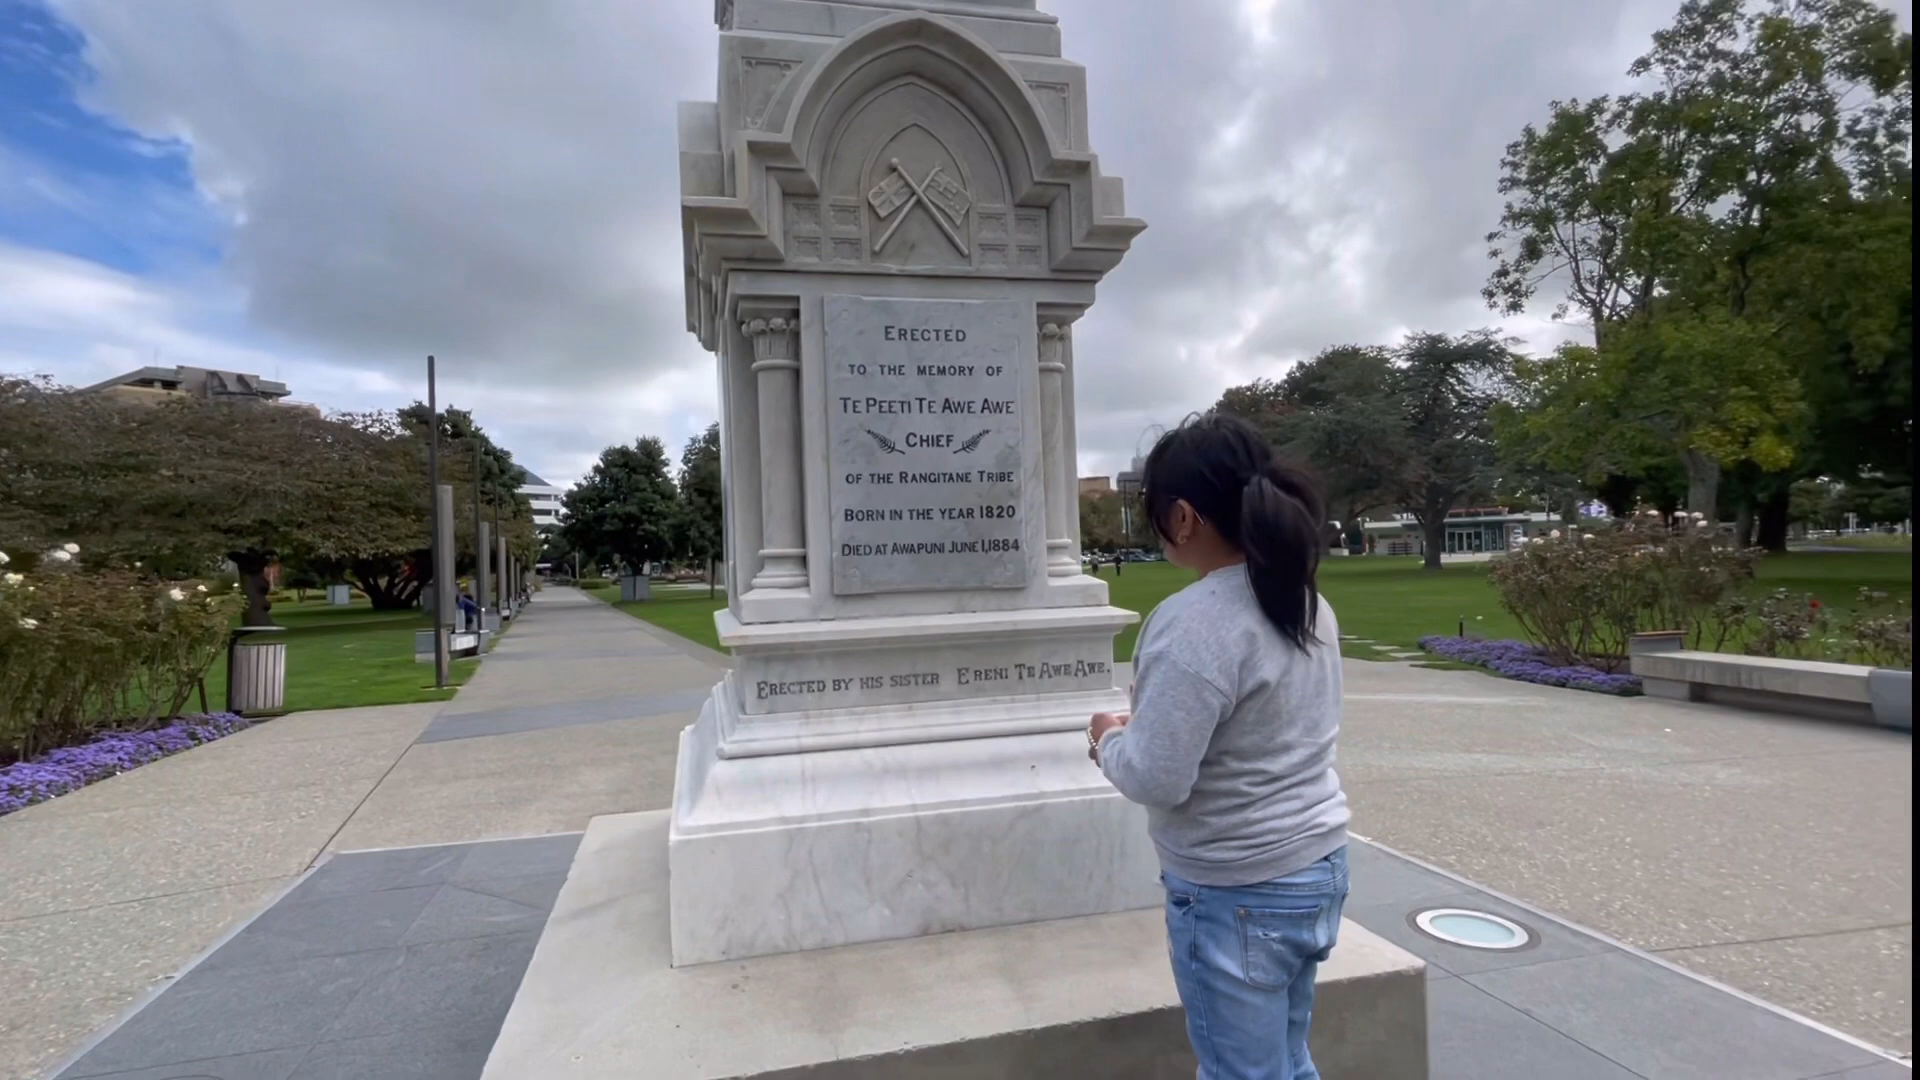 ERECTED
TO THE MEMORY OF
TE PEETI TE AWE AWE
CHIEF
OF THE RANGITANE TRIBE
BORN IN THE YEAR 1820
DIED AT AWAPUNI JUNE 1, 1884
ERECTED BY HIS SISTER ERENI TE AWE AWE.